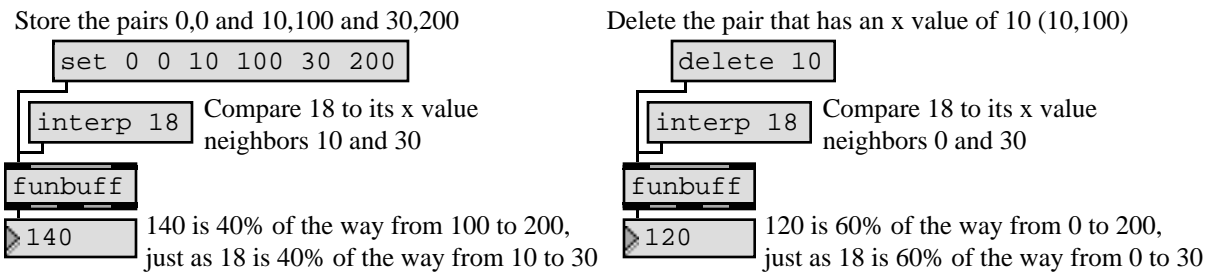 Store the pairs 0,0 and 10,100 and 30,200
set 0 0 10 100 30 200
interp 18
Compare 18 to its x value
neighbors 10 and 30
funbuff
140
140 is 40% of the way from 100 to 200,
just as 18 is 40% of the way from 10 to 30
Delete the pair that has an x value of 10 (10,100)
delete 10
interp 18
Compare 18 to its x value
neighbors 0 and 30
funbuff
120
120 is 60% of the way from 0 to 200,
just as 18 is 60% of the way from 0 to 30